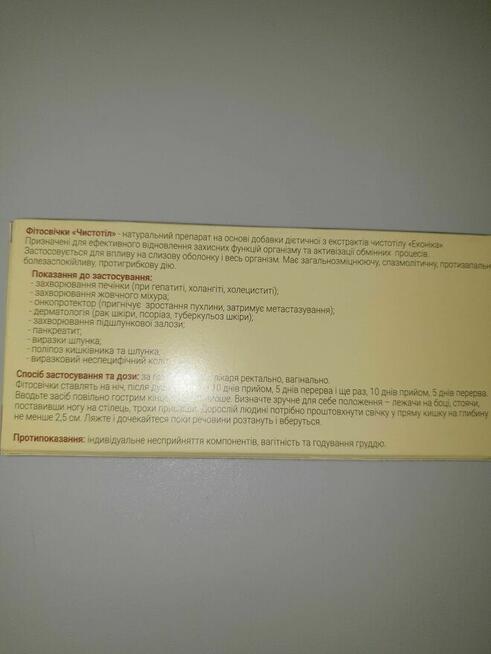 Фітосвічки «Чистотіл» - натуральний препарат на основі добавки дієтичної з екстрактів чистотілу «Еконіка»
Призначені для ефективного відновлення захисних функцій організму та активізації обмінних процесів.
Застосовується для впливу на слизову оболонку і весь організм. Має загальнозміцнюючу, спазмолітичну, протизапальн
болезаспокійливу, протигрибкову дію.
Показання до застосування:
- захворювання печінки (при гепатиті, холангіті, холециститі);
- захворювання жовчного міхура;
- онкопротектор (пригнічує зростання пухлини, затримує метастазування);
- дерматологія (рак шкіри, псоріаз, туберкульоз шкіри);
- захворювання підшлункової залози;
- панкреатит;
- виразки шлунка;
- поліпоз кишківника та шлунка;
- виразковий неспецифічний коліт
Спосіб застосування та дози: за лікаря ректально, вагінально.
Фітосвічки ставлять на ніч, після 10 днів прийом, 5 днів перерва і ще раз, 10 днів прийом, 5 днів перерва.
Вводьте засіб повільно гострим Визначте зручне для себе положення – лежачи на боці, стоячи,
поставивши ногу на стілець, трохи Дорослій людині потрібно проштовхнути свічку у пряму кишку на глибину
не менше 2,5 см. Ляжте і дочекайтеся поки речовини розтануть і вберуться.
Протипоказання: індивідуальне несприйняття компонентів, вагітність та годування груддю.